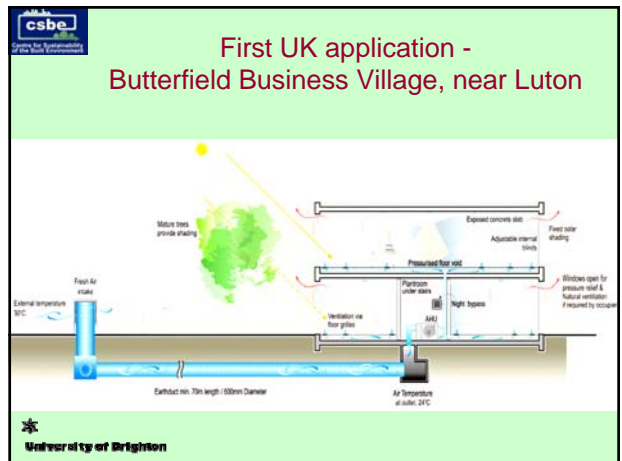 csbe
Centre for Sustainability
of the Built Environment
First UK application -
Butterfield Business Village, near Luton
Mature trees
provide shading
Exposed concrete slab
Fixed solar
shading
Adjustable internal
blinds
Pressurised floor void
Fresh Air
intake
External temperature
30°C
Plantroom
under stairs
Night bypass
Windows open for
pressure relief &
Natural ventilation
if required by occupier
Ventilation via
floor grilles
AHU
Earthduct min. 70m length / 600mm Diameter
Air Temperature
at outlet, 24°C
University of Brighton